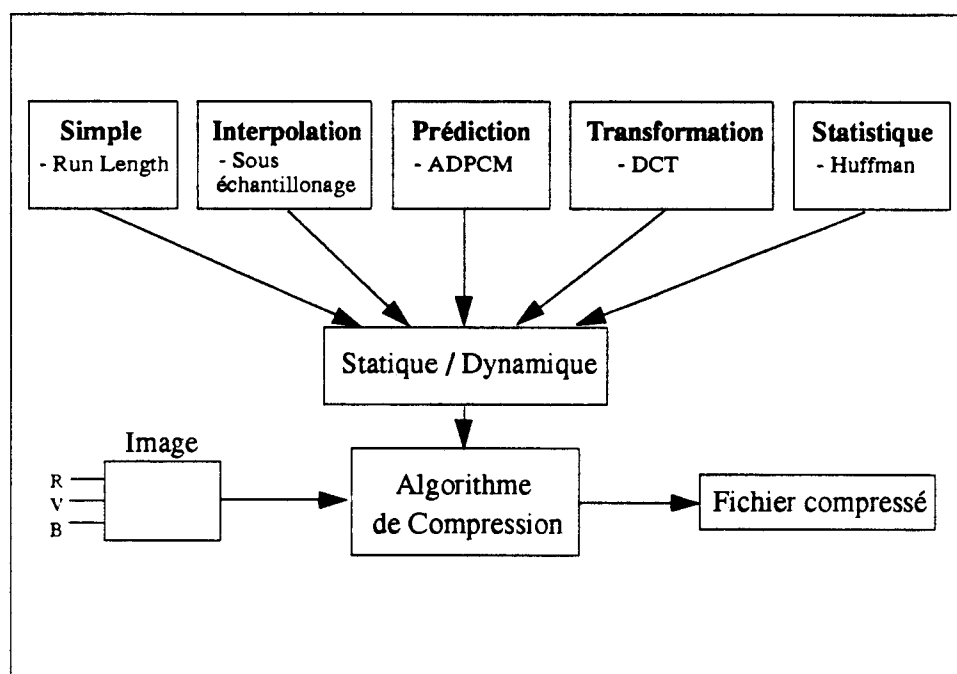 Simple
- Run Length
Interpolation
- Sous
échantillonage
Prédiction
- ADPCM
Transformation
- DCT
Statistique
- Huffman
Statique / Dynamique
Image
R
V
B
Algorithme
de Compression
Fichier compressé